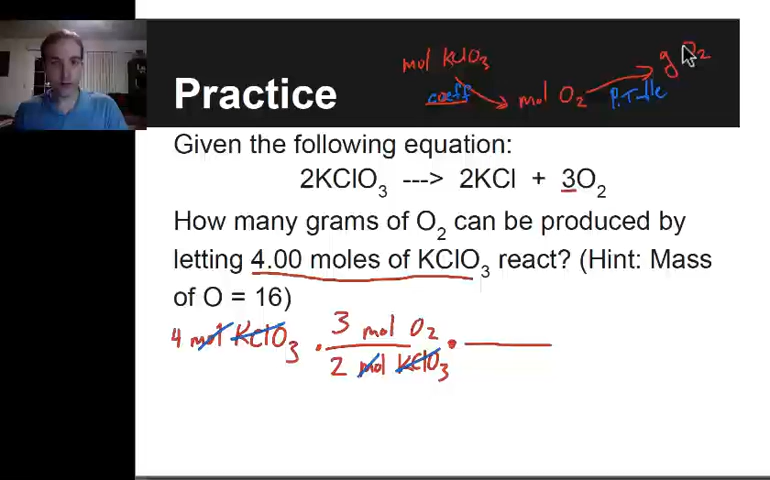 mol KClO3
g O2
Practice
coeff
mol O2
P. Table
Given the following equation:
2KClO3 ---> 2KCl + 3O2
How many grams of O2 can be produced by
letting 4.00 moles of KClO3 react? (Hint: Mass
of O = 16)
4 mol KClO3 · 3 mol O2 / 2 mol KClO3 ·